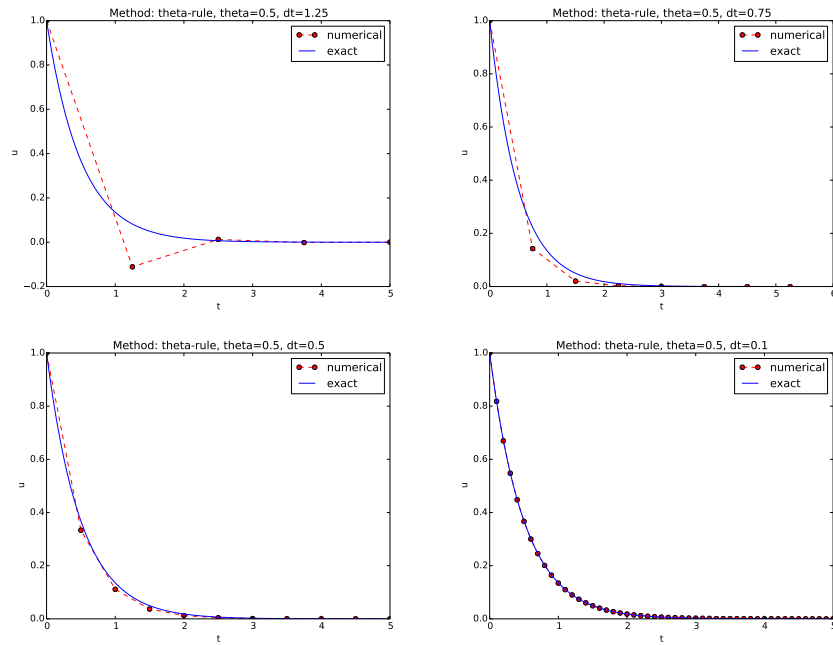 Method: theta-rule, theta=0.5, dt=1.25
1.0
0.8
0.6
0.4
0.2
0.0
−0.2
u
0 1 2 3 4 5
t
numerical
exact
Method: theta-rule, theta=0.5, dt=0.75
1.0
0.8
0.6
0.4
0.2
0.0
u
0 1 2 3 4 5 6
t
numerical
exact
Method: theta-rule, theta=0.5, dt=0.5
1.0
0.8
0.6
0.4
0.2
0.0
u
0 1 2 3 4 5
t
numerical
exact
Method: theta-rule, theta=0.5, dt=0.1
1.0
0.8
0.6
0.4
0.2
0.0
u
0 1 2 3 4 5
t
numerical
exact